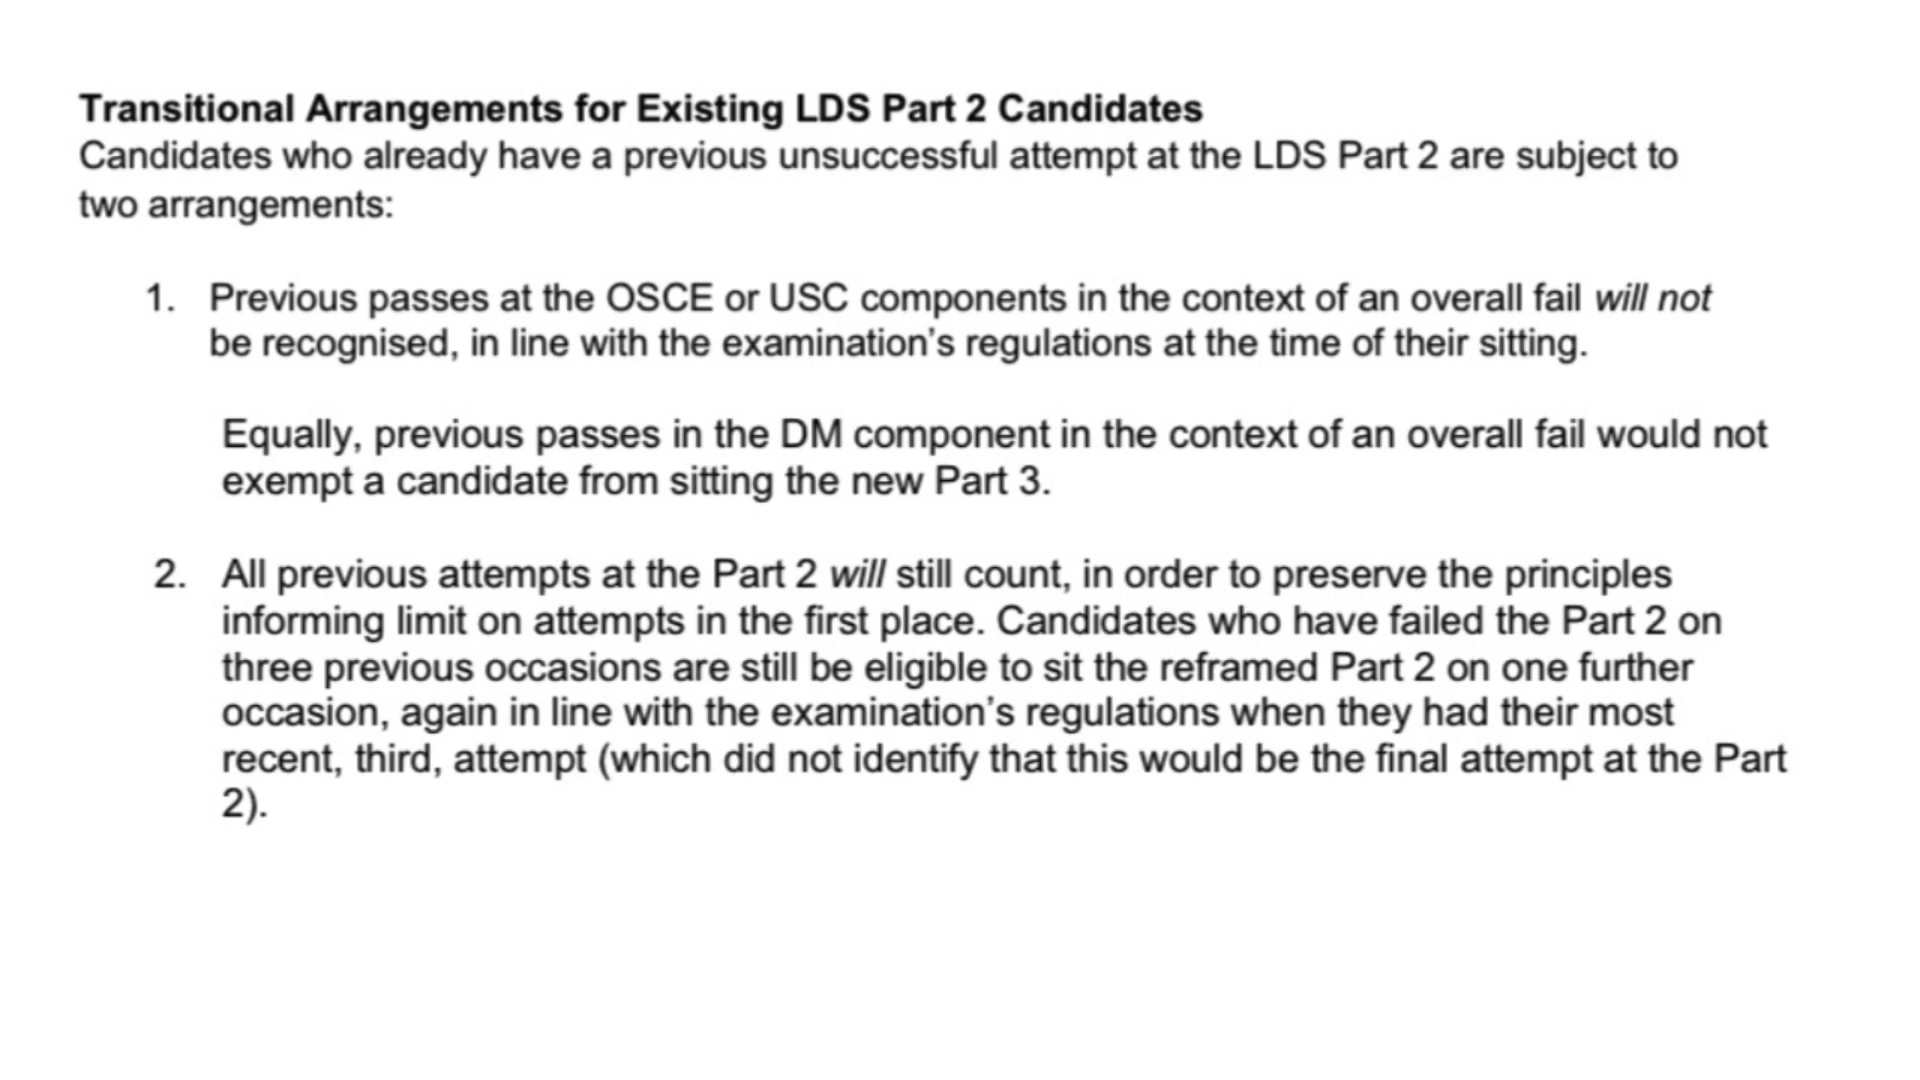 Transitional Arrangements for Existing LDS Part 2 Candidates
Candidates who already have a previous unsuccessful attempt at the LDS Part 2 are subject to
two arrangements:
1. Previous passes at the OSCE or USC components in the context of an overall fail will not
be recognised, in line with the examination’s regulations at the time of their sitting.
Equally, previous passes in the DM component in the context of an overall fail would not
exempt a candidate from sitting the new Part 3.
2. All previous attempts at the Part 2 will still count, in order to preserve the principles
informing limit on attempts in the first place. Candidates who have failed the Part 2 on
three previous occasions are still be eligible to sit the reframed Part 2 on one further
occasion, again in line with the examination’s regulations when they had their most
recent, third, attempt (which did not identify that this would be the final attempt at the Part
2).